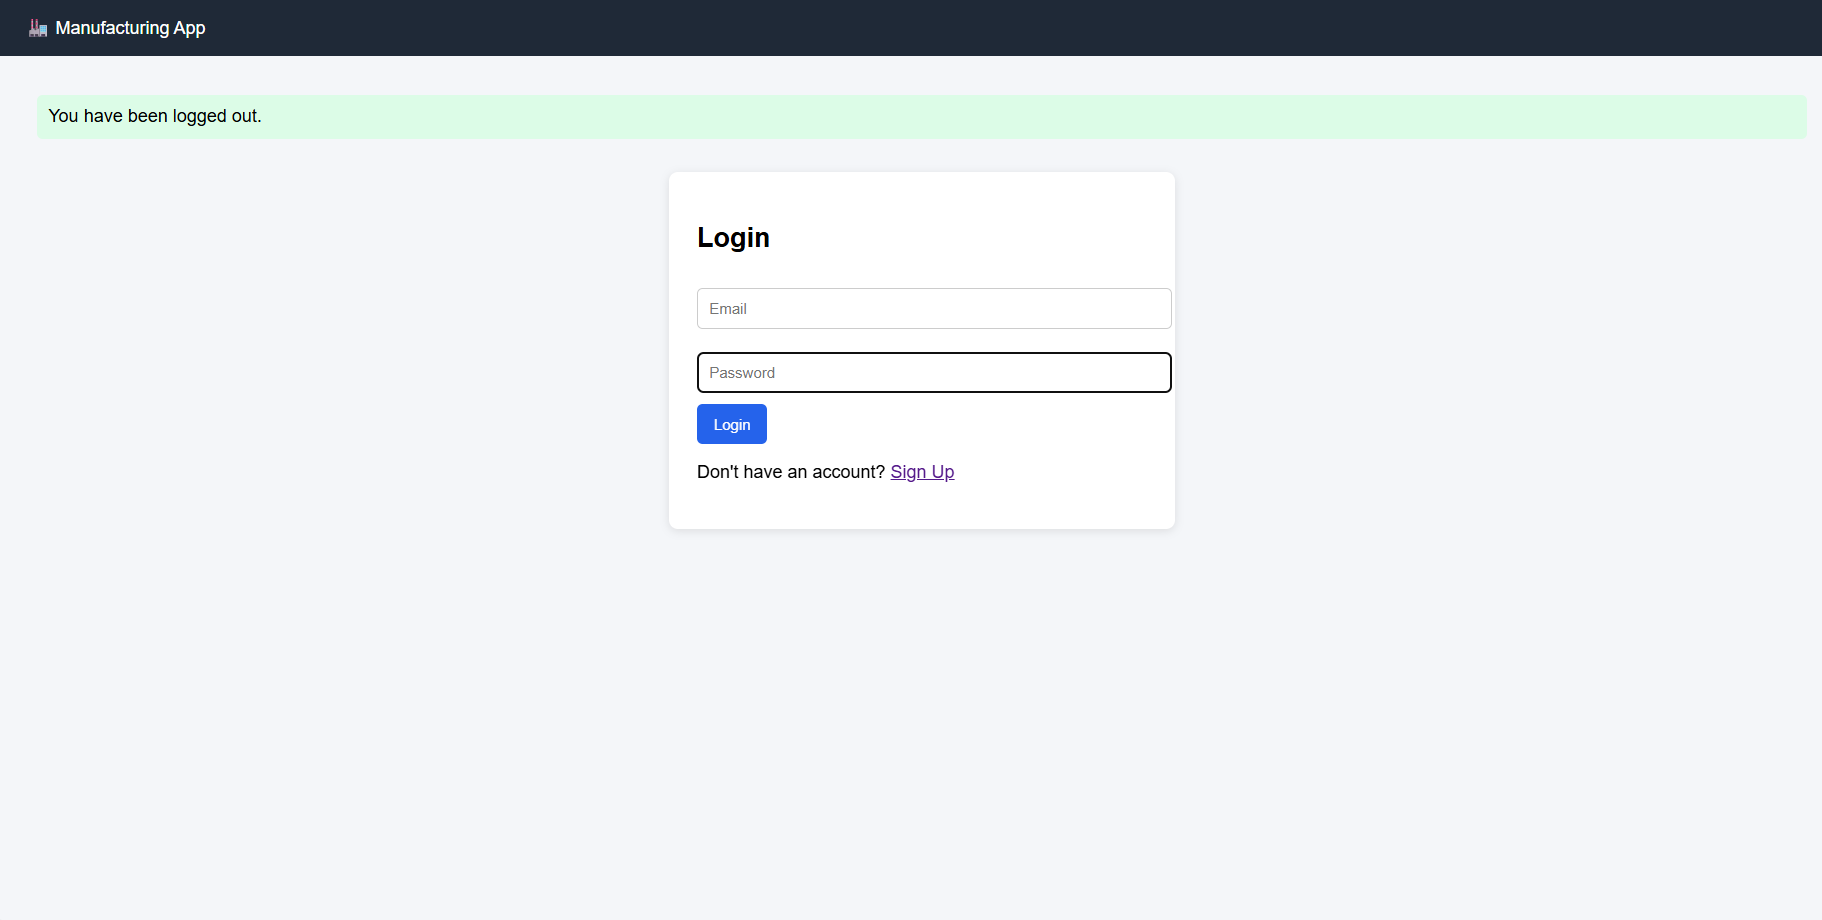 Manufacturing App
You have been logged out.
Login
Email
Password
Login
Don't have an account? Sign Up